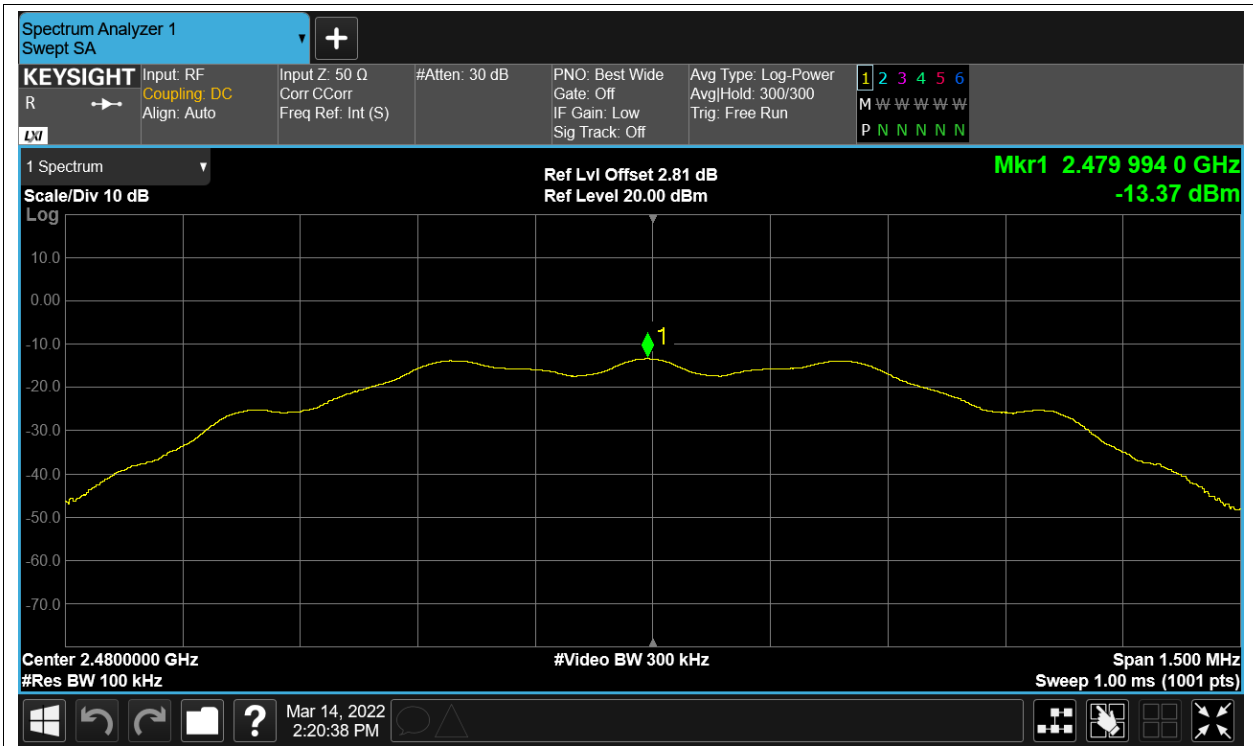 Spectrum Analyzer 1
Swept SA
KEYSIGHT
R
LXI
Input: RF
Coupling: DC
Align: Auto
Input Z: 50 Ω
Corr CCorr
Freq Ref: Int (S)
#Atten: 30 dB
PNO: Best Wide
Gate: Off
IF Gain: Low
Sig Track: Off
Avg Type: Log-Power
Avg|Hold: 300/300
Trig: Free Run
1 2 3 4 5 6
M W W W W W
P N N N N N
1 Spectrum
Scale/Div 10 dB
Log
Ref Lvl Offset 2.81 dB
Ref Level 20.00 dBm
Mkr1 2.479 994 0 GHz
-13.37 dBm
10.0
0.00
-10.0
-20.0
-30.0
-40.0
-50.0
-60.0
-70.0
1
Center 2.4800000 GHz
#Res BW 100 kHz
#Video BW 300 kHz
Span 1.500 MHz
Sweep 1.00 ms (1001 pts)
?
Mar 14, 2022
2:20:38 PM